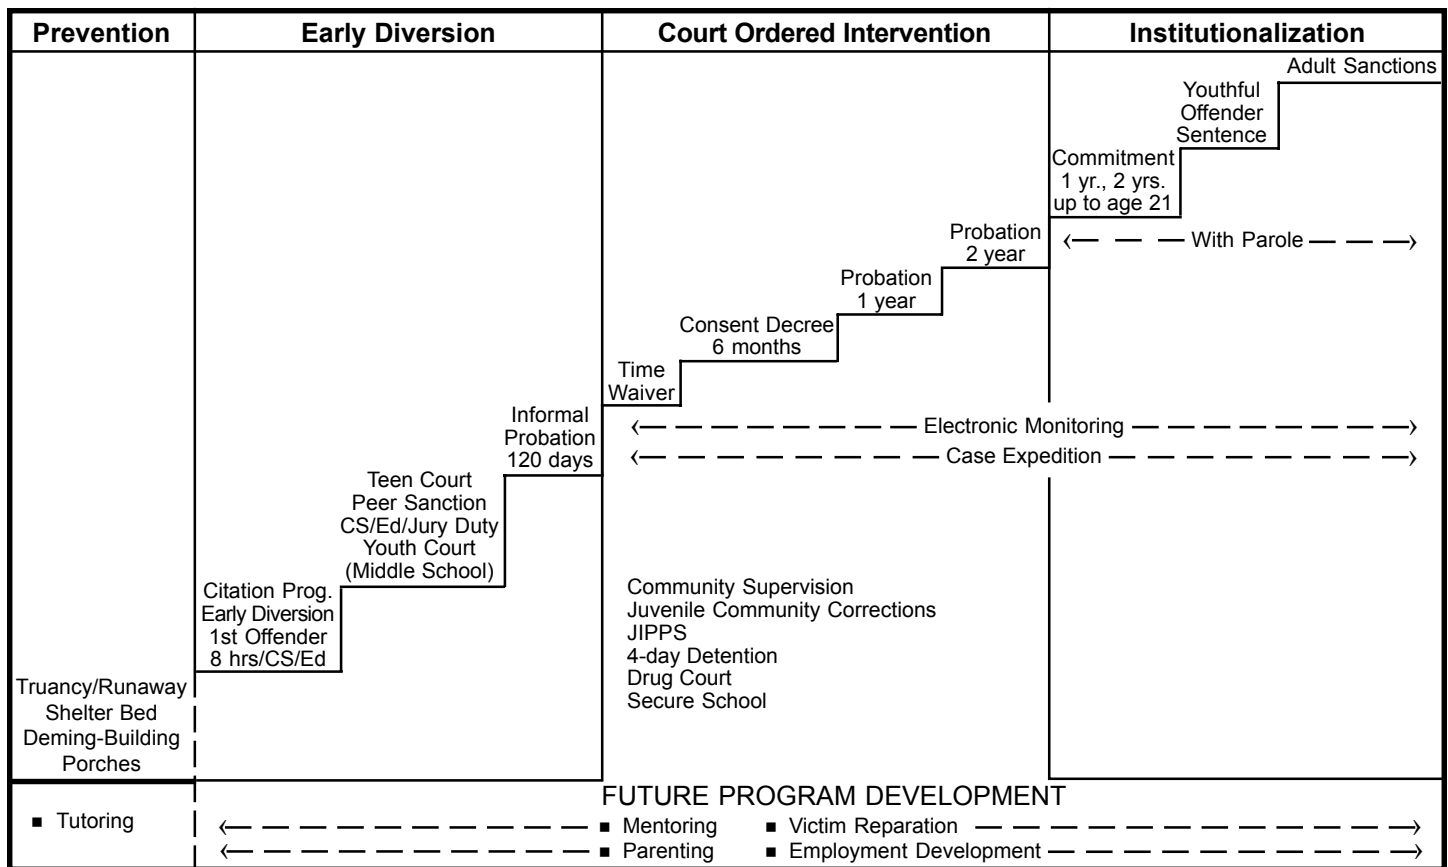 Prevention
Early Diversion
Court Ordered Intervention
Institutionalization
Truancy/Runaway
Shelter Bed
Deming-Building
Porches
Citation Prog.
Early Diversion
1st Offender
8 hrs/CS/Ed
Teen Court
Peer Sanction
CS/Ed/Jury Duty
Youth Court
(Middle School)
Informal
Probation
120 days
Time
Waiver
Consent Decree
6 months
Probation
1 year
Probation
2 year
Commitment
1 yr., 2 yrs.
up to age 21
Youthful
Offender
Sentence
Adult Sanctions
With Parole
Electronic Monitoring
Case Expedition
Community Supervision
Juvenile Community Corrections
JIPPS
4-day Detention
Drug Court
Secure School
FUTURE PROGRAM DEVELOPMENT
■ Tutoring
■ Mentoring ■ Victim Reparation
■ Parenting ■ Employment Development